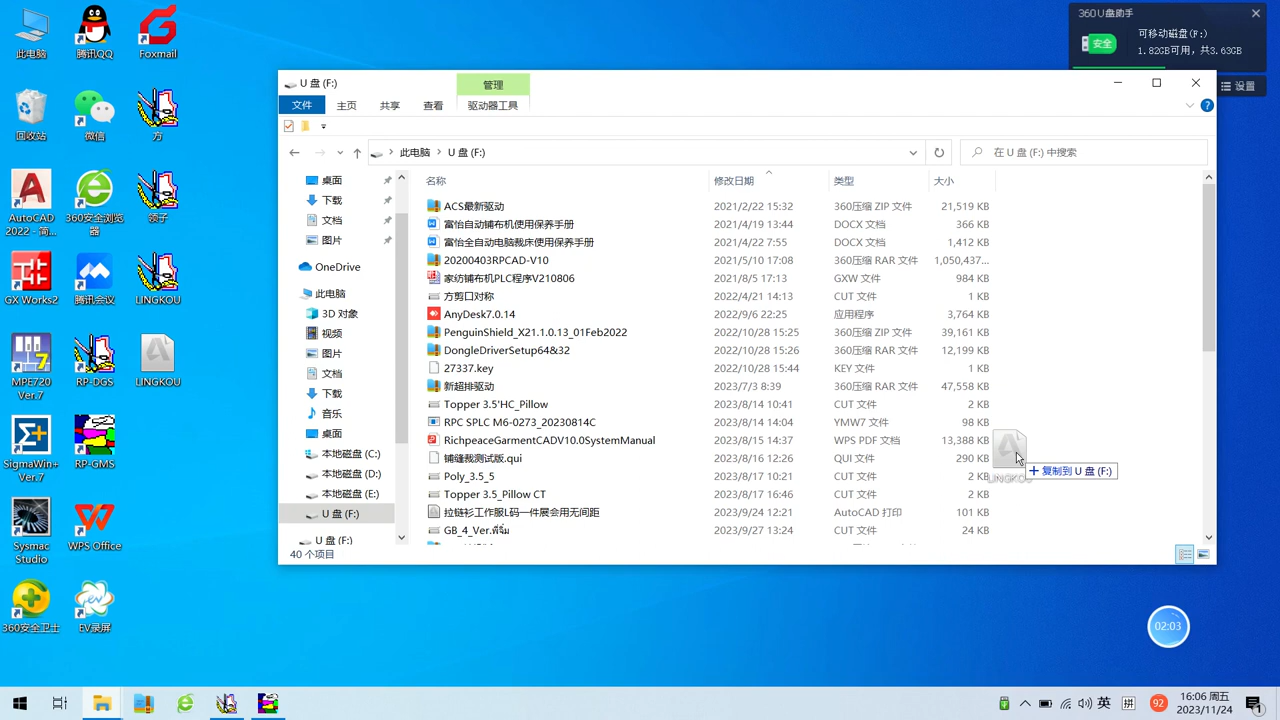 此电脑
腾讯QQ
Foxmail
回收站
微信
方
AutoCAD 2022 - 简...
360安全浏览器
领子
GX Works2
腾讯会议
LINGKOU
MPE720 Ver.7
RP-DGS
LINGKOU
SigmaWin+ Ver.7
RP-GMS
Sysmac Studio
WPS Office
360安全卫士
EV录屏
360 U盘助手
安全
可移动磁盘(F:)
1.82GB可用，共3.63GB
设置
U 盘 (F:)
管理
文件 主页 共享 查看 驱动器工具
此电脑 U 盘 (F:)
在 U 盘 (F:) 中搜索
桌面
下载
文档
图片
OneDrive
此电脑
3D 对象
视频
图片
文档
下载
音乐
桌面
本地磁盘 (C:)
本地磁盘 (D:)
本地磁盘 (E:)
U 盘 (F:)
U 盘 (F:)
名称 修改日期 类型 大小
ACS最新驱动 2021/2/22 15:32 360压缩 ZIP 文件 21,519 KB
富怡自动铺布机使用保养手册 2021/4/19 13:44 DOCX 文档 366 KB
富怡全自动电脑裁床使用保养手册 2021/4/22 7:55 DOCX 文档 1,412 KB
20200403RPCAD-V10 2021/5/10 17:08 360压缩 RAR 文件 1,050,437...
家纺铺布机PLC程序V210806 2021/8/5 17:13 GXW 文件 984 KB
方剪口对称 2022/4/21 14:13 CUT 文件 1 KB
AnyDesk7.0.14 2022/9/6 22:25 应用程序 3,764 KB
PenguinShield_X21.1.0.13_01Feb2022 2022/10/28 15:25 360压缩 ZIP 文件 39,161 KB
DongleDriverSetup64&32 2022/10/28 15:26 360压缩 RAR 文件 12,199 KB
27337.key 2022/10/28 15:44 KEY 文件 1 KB
新超排驱动 2023/7/3 8:39 360压缩 RAR 文件 47,558 KB
Topper 3.5'HC_Pillow 2023/8/14 10:41 CUT 文件 2 KB
RPC SPLC M6-0273_20230814C 2023/8/14 14:04 YMW7 文件 98 KB
RichpeaceGarmentCADV10.0SystemManual 2023/8/15 14:37 WPS PDF 文档 13,388 KB
铺缝裁测试版.qui 2023/8/16 12:26 QUI 文件 290 KB
Poly_3.5_5 2023/8/17 10:21 CUT 文件 2 KB
Topper 3.5_Pillow CT 2023/8/17 16:46 CUT 文件 2 KB
拉链衫工作服L码一件展会用无间距 2023/9/24 12:21 AutoCAD 打印 101 KB
GB_4_Ver.พี่นิ่ม 2023/9/27 13:24 CUT 文件 24 KB
LINGKOU
复制到 U 盘 (F:)
40 个项目
02:03
英
拼
92
16:06 周五
2023/11/24
1